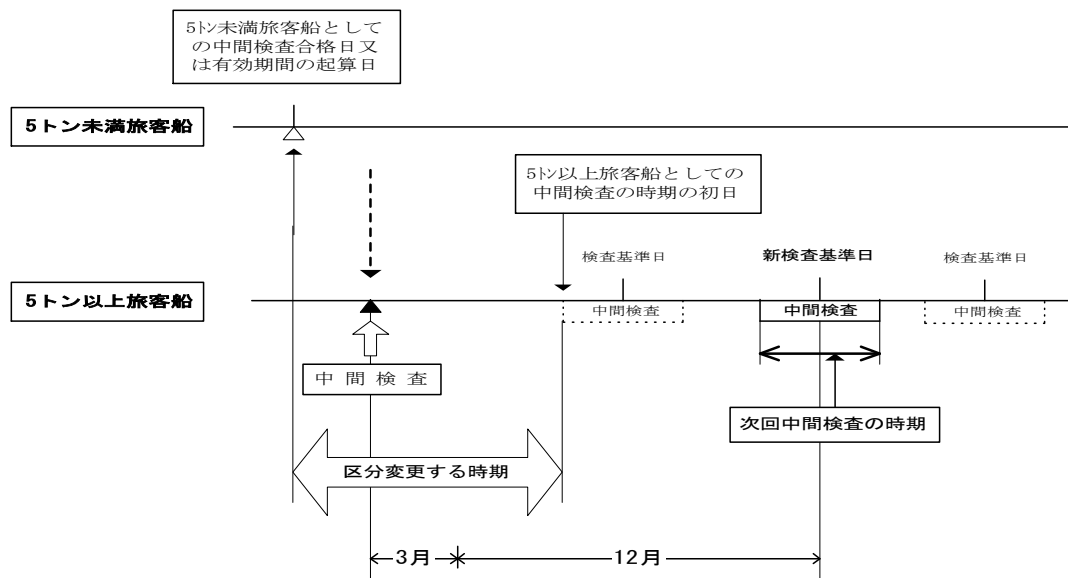 5㌧未満旅客船として
の中間検査合格日又
は有効期間の起算日
5トン未満旅客船
5㌧以上旅客船としての
中間検査の時期の初日
検査基準日
新検査基準日
検査基準日
5トン以上旅客船
中間検査
中間検査
中間検査
中間検査
次回中間検査の時期
区分変更する時期
3月
12月